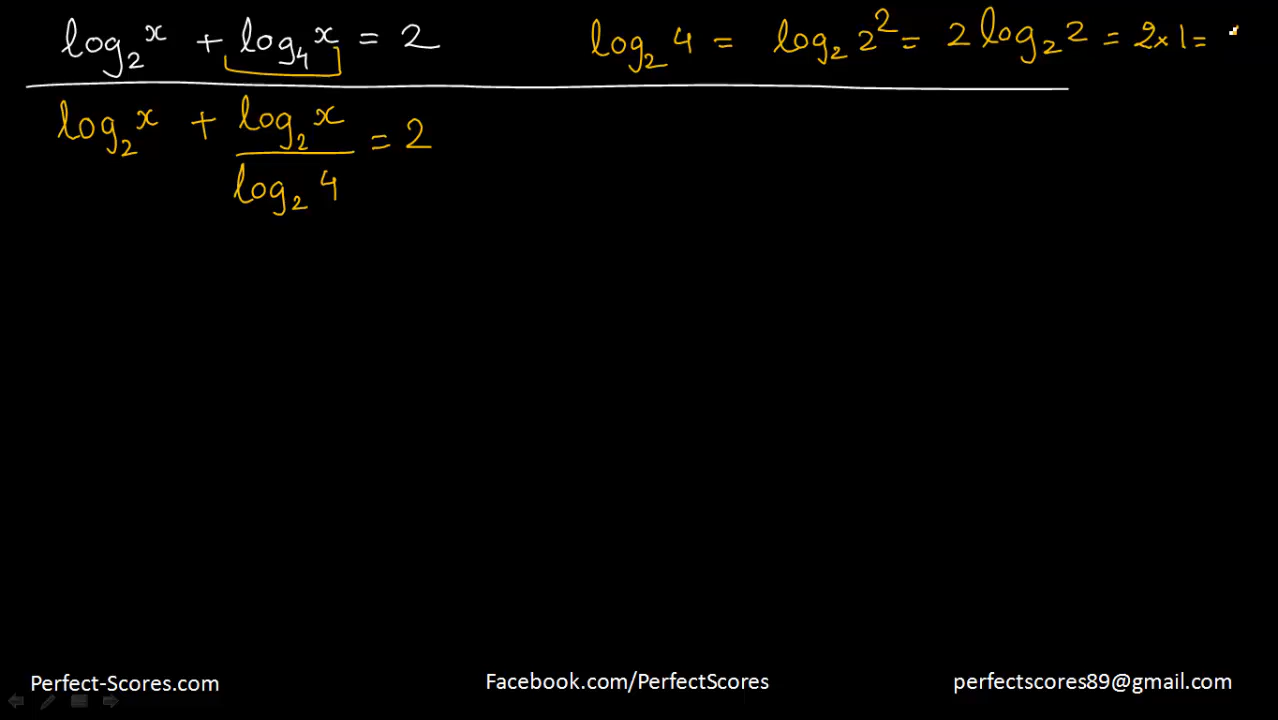 log₂x + log₄x = 2
log₂4 = log₂2² = 2log₂2 = 2×1=
log₂x + log₂x / log₂4 = 2
Perfect-Scores.com
Facebook.com/PerfectScores
perfectscores89@gmail.com